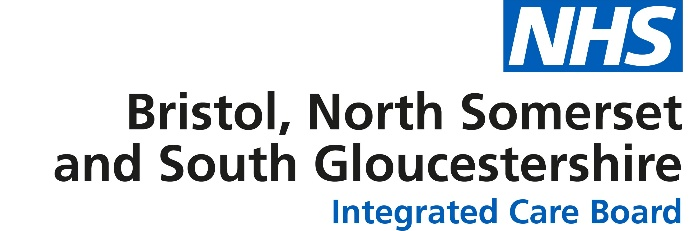 NHS
Bristol, North Somerset
and South Gloucestershire
Integrated Care Board